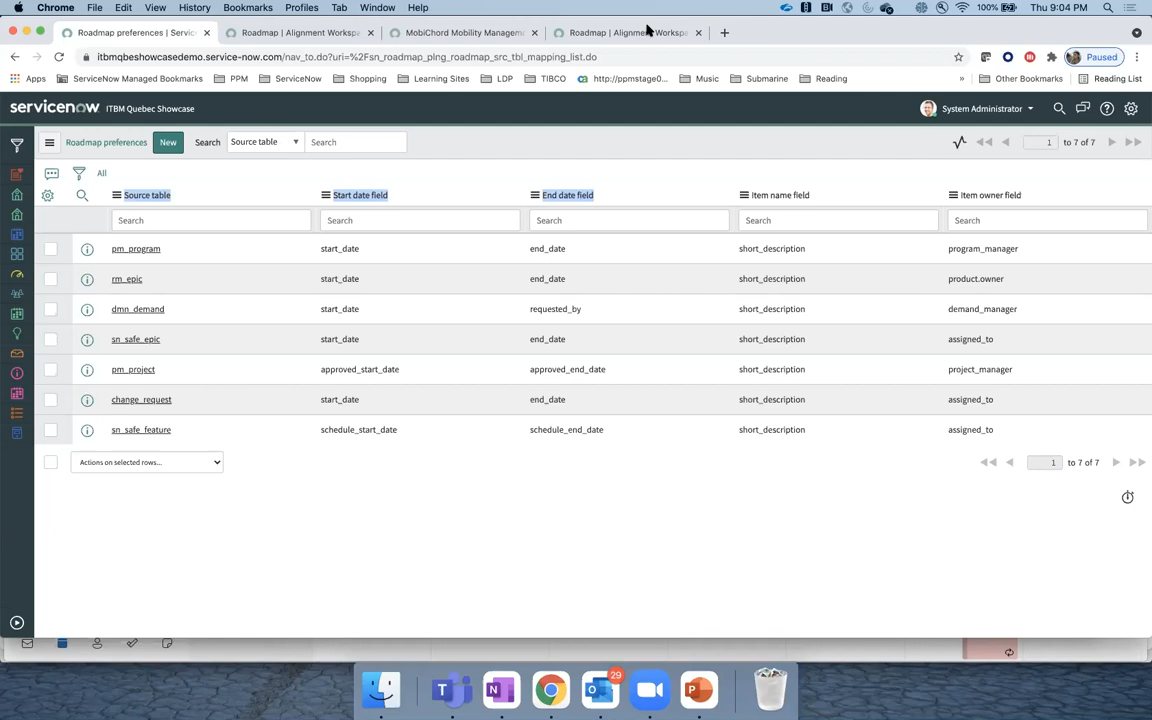 Chrome File Edit View History Bookmarks Profiles Tab Window Help 100% Thu 9:04 PM
Roadmap preferences | Servic Roadmap | Alignment Workspa MobiChord Mobility Managem Roadmap | Alignme Workspa
itbmqbeshowcasedemo.service-now.com/nav_to.do?uri=%2Fsn_roadmap_plng_roadmap_src_tbl_mapping_list.do Paused
Apps ServiceNow Managed Bookmarks PPM ServiceNow Shopping Learning Sites LDP TIBCO http://ppmstage0... Music Submarine Reading » Other Bookmarks Reading List
servicenow ITBM Quebec Showcase System Administrator
Roadmap preferences New Search Source table Search 1 to 7 of 7
All
Source table Start date field End date field Item name field Item owner field
Search Search Search Search Search
pm_program start_date end_date short_description program_manager
rm_epic start_date end_date short_description product.owner
dmn_demand start_date requested_by short_description demand_manager
sn_safe_epic start_date end_date short_description assigned_to
pm_project approved_start_date approved_end_date short_description project_manager
change_request start_date end_date short_description assigned_to
sn_safe_feature schedule_start_date schedule_end_date short_description assigned_to
Actions on selected rows... 1 to 7 of 7
29